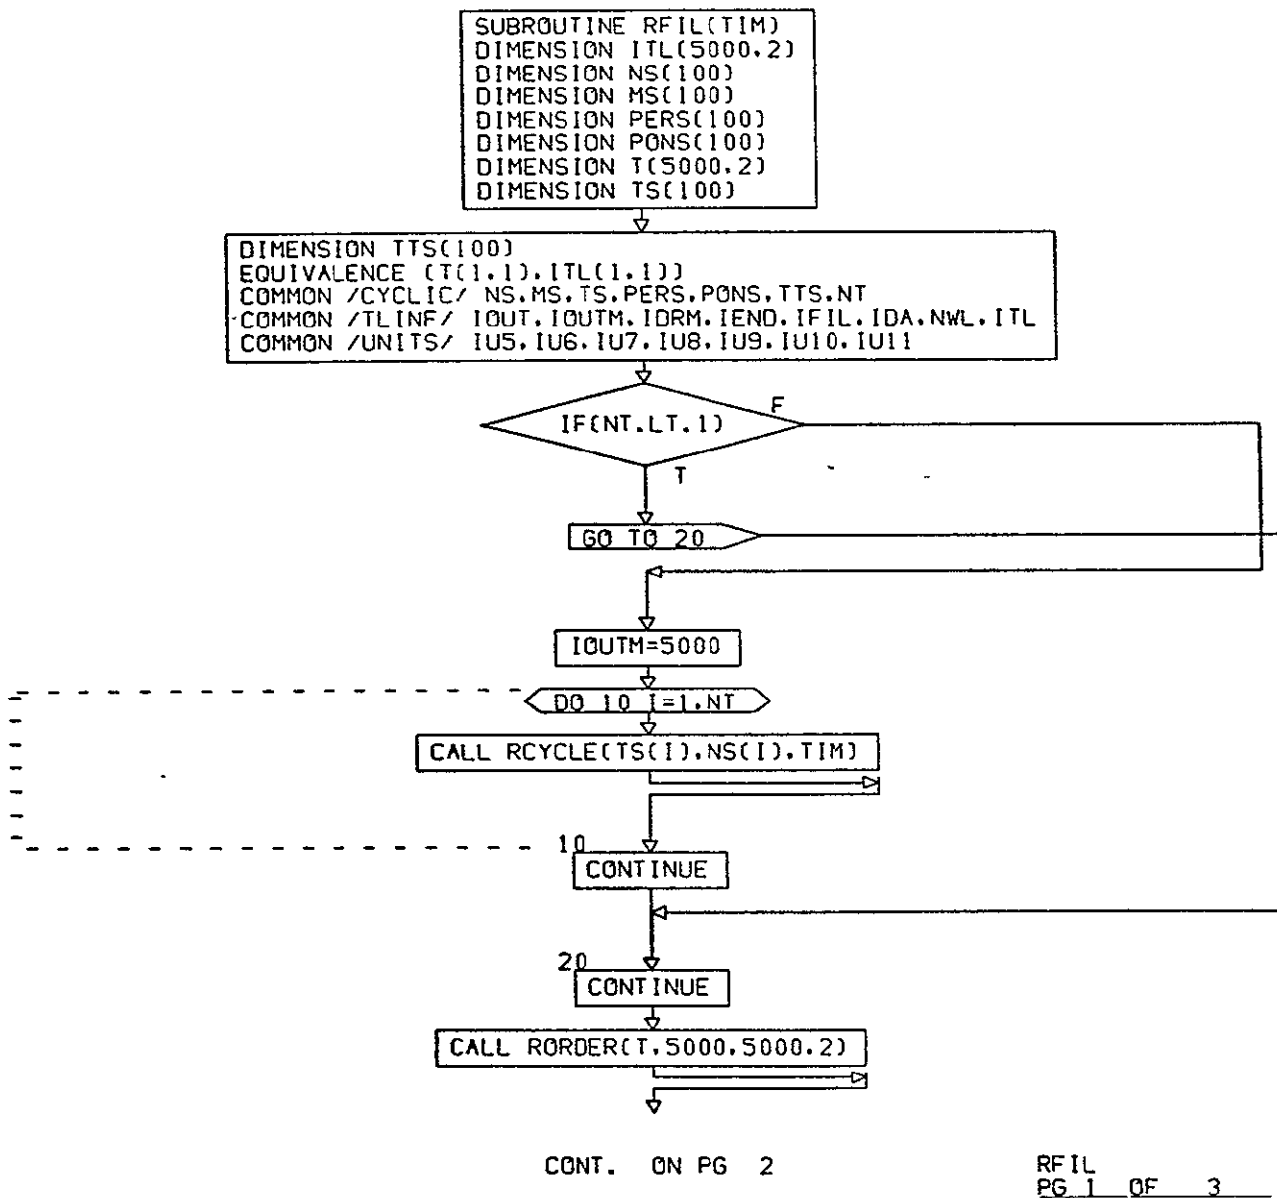 SUBROUTINE RFIL(TIM)
DIMENSION ITL(5000,2)
DIMENSION NS(100)
DIMENSION MS(100)
DIMENSION PERS(100)
DIMENSION PONS(100)
DIMENSION T(5000,2)
DIMENSION TS(100)
DIMENSION TTS(100)
EQUIVALENCE (T(1,1),ITL(1,1))
COMMON /CYCLIC/ NS,MS,TS,PERS,PONS,TTS,NT
COMMON /TLINF/ IOUT,IOUTM,IDRM,IEND,IFIL,IDA,NWL,ITL
COMMON /UNITS/ IU5,IU6,IU7,IU8,IU9,IU10,IU11
IF(NT.LT.1)
F
T
GO TO 20
IOUTM=5000
DO 10 I=1,NT
CALL RCYCLE(TS(I),NS(I),TIM)
10
CONTINUE
20
CONTINUE
CALL RORDER(T,5000,5000,2)
CONT. ON PG 2
RFIL
PG 1 OF 3